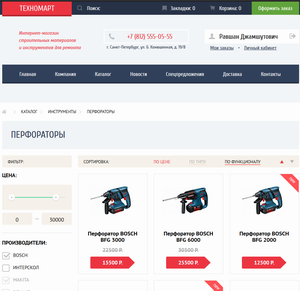 ТЕХНОМАРТ
Поиск:
Закладки: 0
Корзина: 0
Оформить заказ
Интернет-магазин
строительных материалов
и инструментов для ремонта
+7 (812) 555-05-55
г. Санкт-Петербург, ул. Б. Конюшенная, д. 19/8
Равшан Джамшутович
Мои заказы
Личный кабинет
Главная
Компания
Каталог
Новости
Спецпредложения
Доставка
Контакты
КАТАЛОГ
ИНСТРУМЕНТЫ
ПЕРФОРАТОРЫ
ПЕРФОРАТОРЫ
ФИЛЬТР:
СОРТИРОВКА:
ПО ЦЕНЕ
ПО ТИПУ
ПО ФУНКЦИОНАЛУ
ЦЕНА:
0
30000
ПРОИЗВОДИТЕЛИ:
BOSCH
ИНТЕРСКОЛ
МАКИТА
Перфоратор BOSCH
BFG 3000
22500 Р.
15500 Р.
Перфоратор BOSCH
BFG 6000
30500 Р.
23500 Р.
Перфоратор BOSCH
BFG 2000
12500 Р.